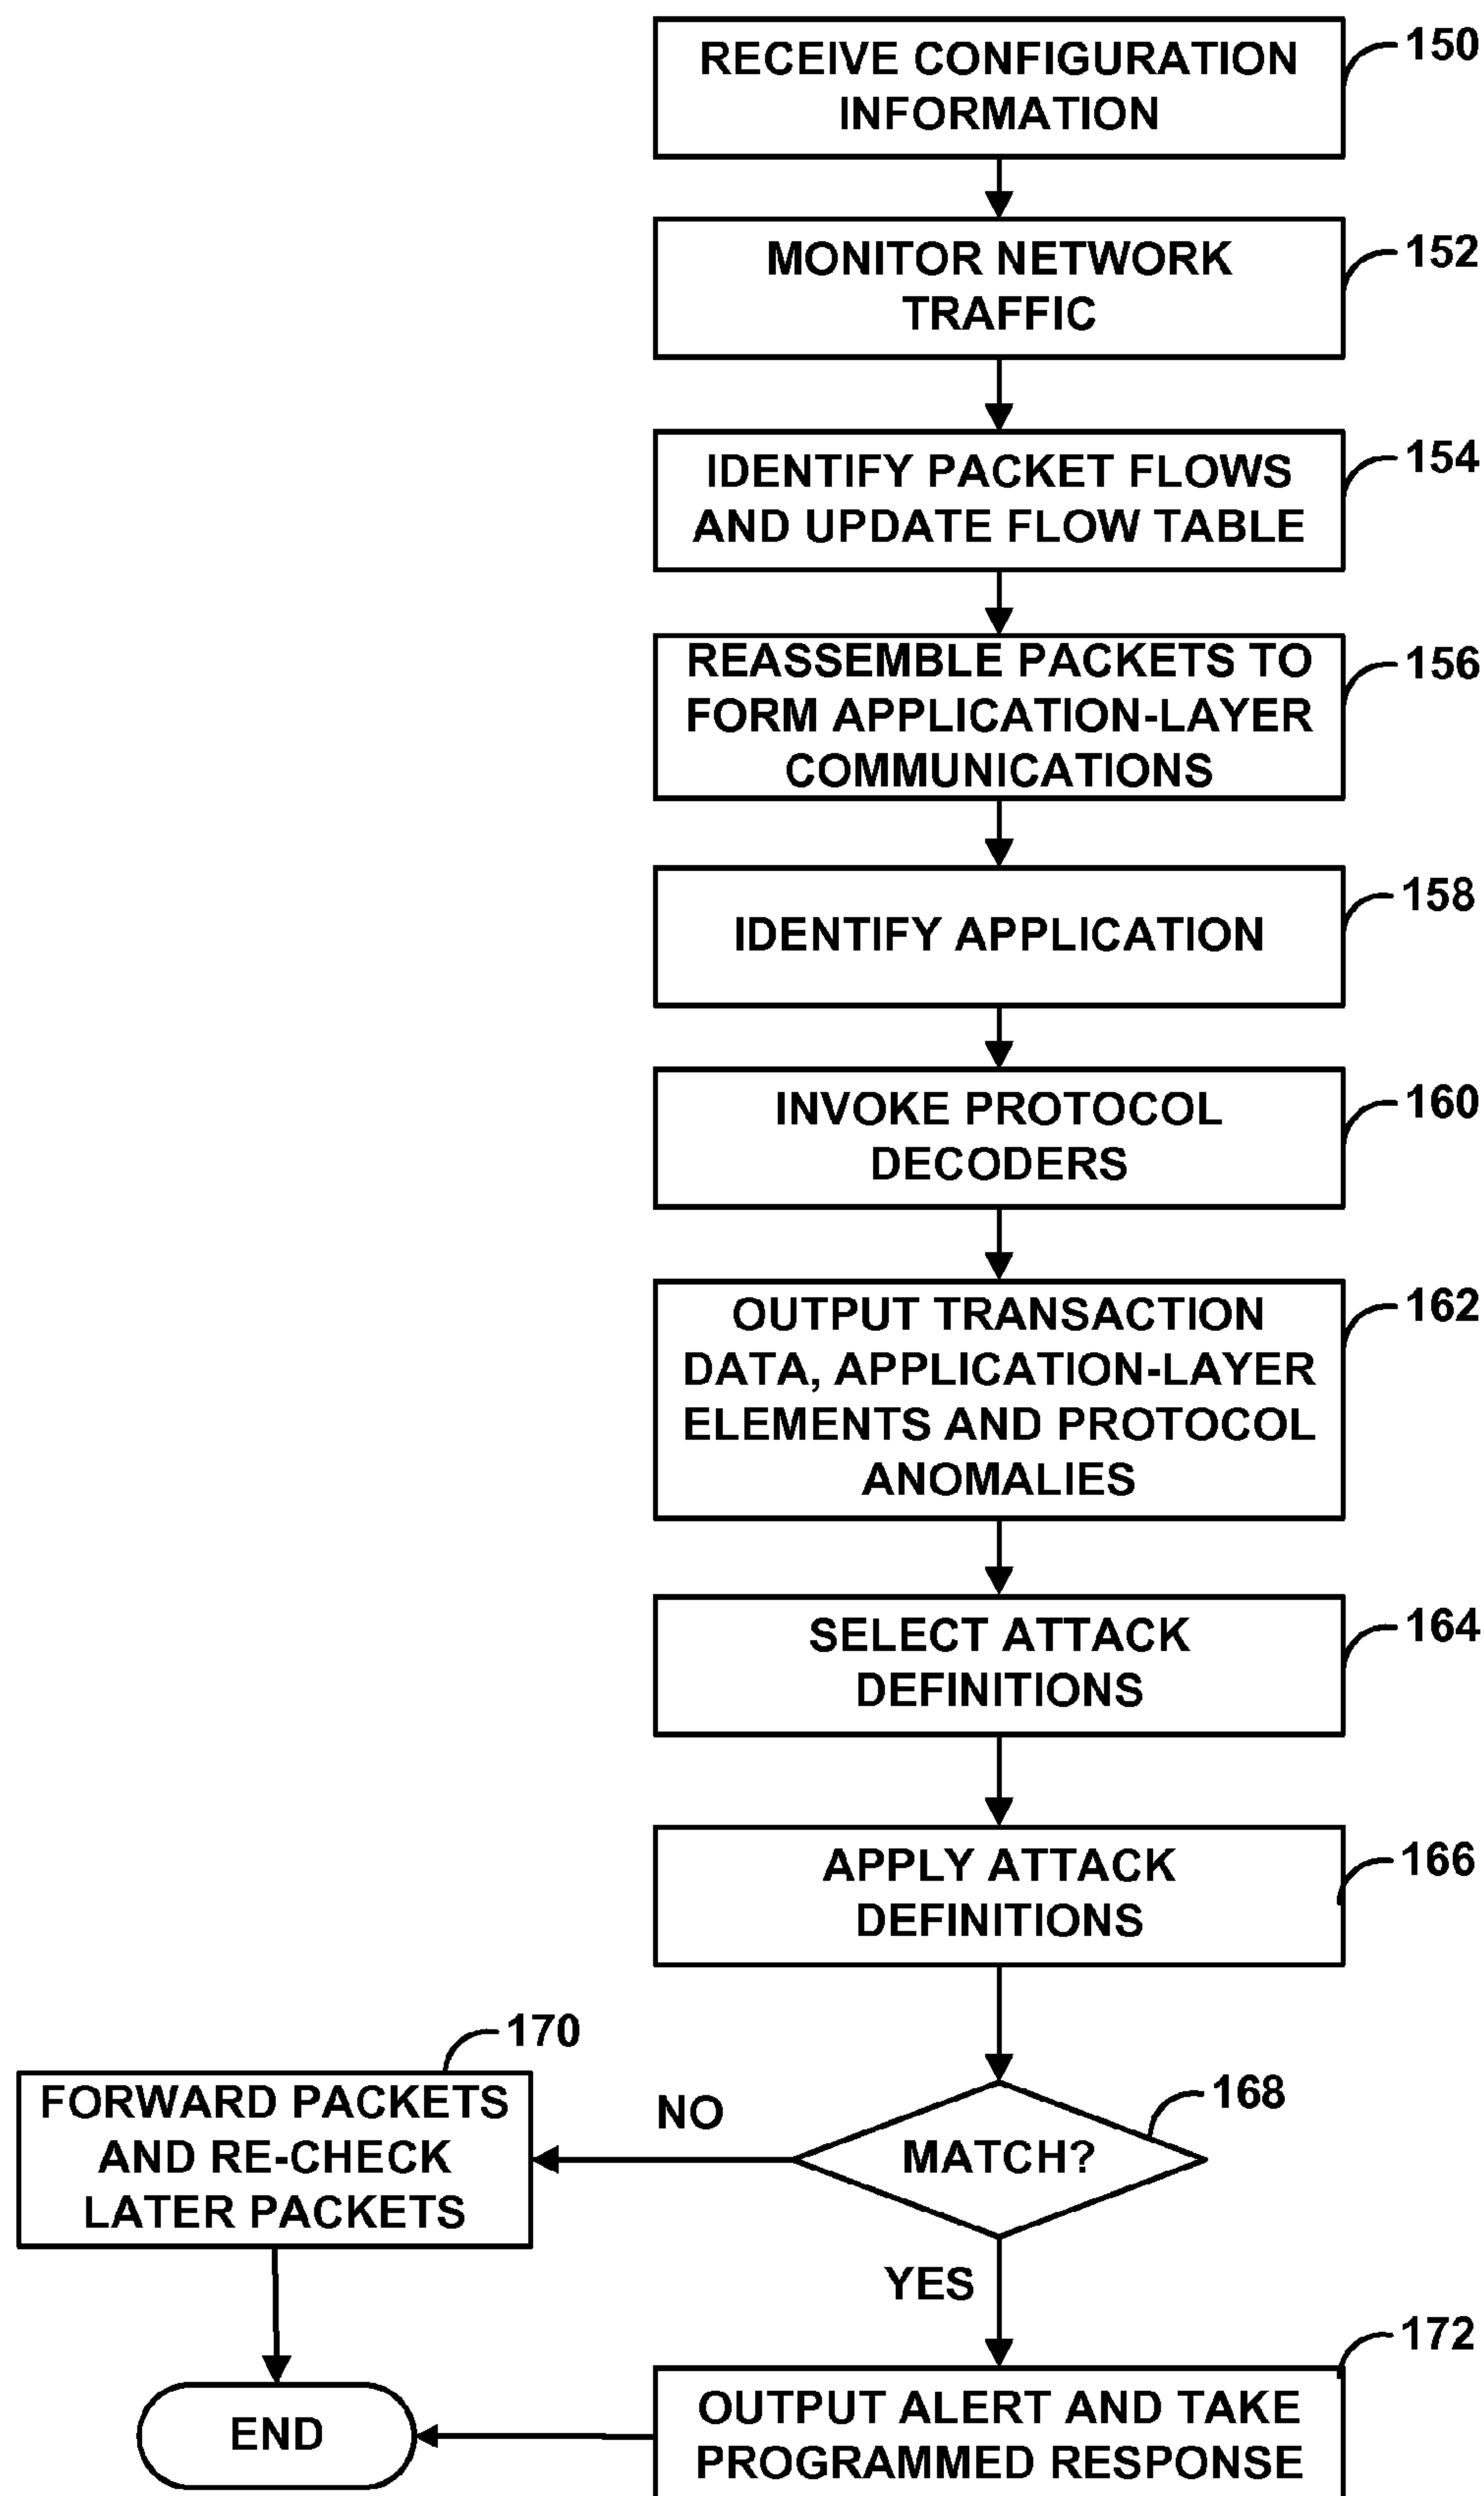 RECEIVE CONFIGURATION
INFORMATION
150
MONITOR NETWORK
TRAFFIC
152
IDENTIFY PACKET FLOWS
AND UPDATE FLOW TABLE
154
REASSEMBLE PACKETS TO
FORM APPLICATION-LAYER
COMMUNICATIONS
156
IDENTIFY APPLICATION
158
INVOKE PROTOCOL
DECODERS
160
OUTPUT TRANSACTION
DATA, APPLICATION-LAYER
ELEMENTS AND PROTOCOL
ANOMALIES
162
SELECT ATTACK
DEFINITIONS
164
APPLY ATTACK
DEFINITIONS
166
170
FORWARD PACKETS
AND RE-CHECK
LATER PACKETS
NO
MATCH?
168
YES
172
END
OUTPUT ALERT AND TAKE
PROGRAMMED RESPONSE